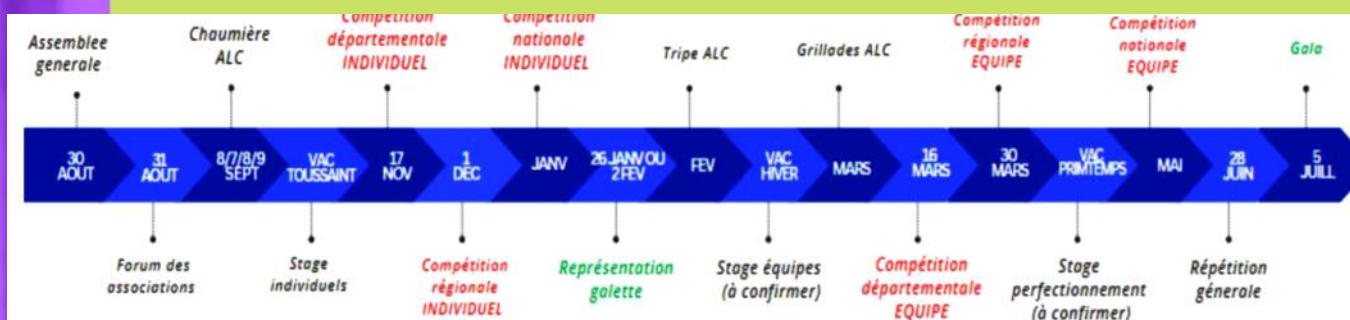 Assemblee
generale
Chaumière
ALC
Compétition
départementale
INDIVIDUEL
Compétition
nationale
INDIVIDUEL
Tripe ALC
Grillades ALC
Compétition
régionale
EQUIPE
Compétition
nationale
EQUIPE
Gala
30
AOUT
31
AOUT
8/7/8/9
SEPT
VAC
TOUSSAINT
17
NOV
1
DEC
JANV
26 JANV OU
2 FEV
FEV
VAC
HIVER
MARS
16
MARS
30
MARS
VAC
PRIMTEMPS
MAI
28
JUIN
5
JUILL
Forum des
associations
Stage
individuels
Compétition
régionale
INDIVIDUEL
Représentation
galette
Stage équipes
(à confirmer)
Compétition
départementale
EQUIPE
Stage
perfectionnement
(à confirmer)
Répétition
génerale